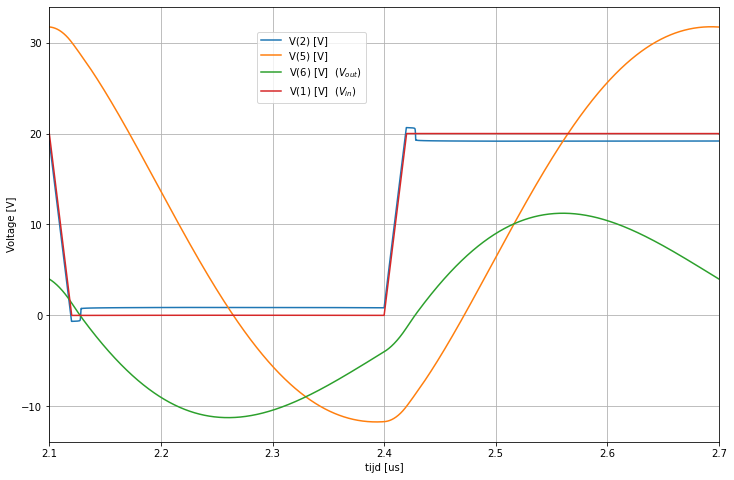 V(2) [V]
V(5) [V]
V(6) [V] (V_out)
V(1) [V] (V_in)
30
20
10
0
−10
Voltage [V]
2.1 2.2 2.3 2.4 2.5 2.6 2.7
tijd [us]